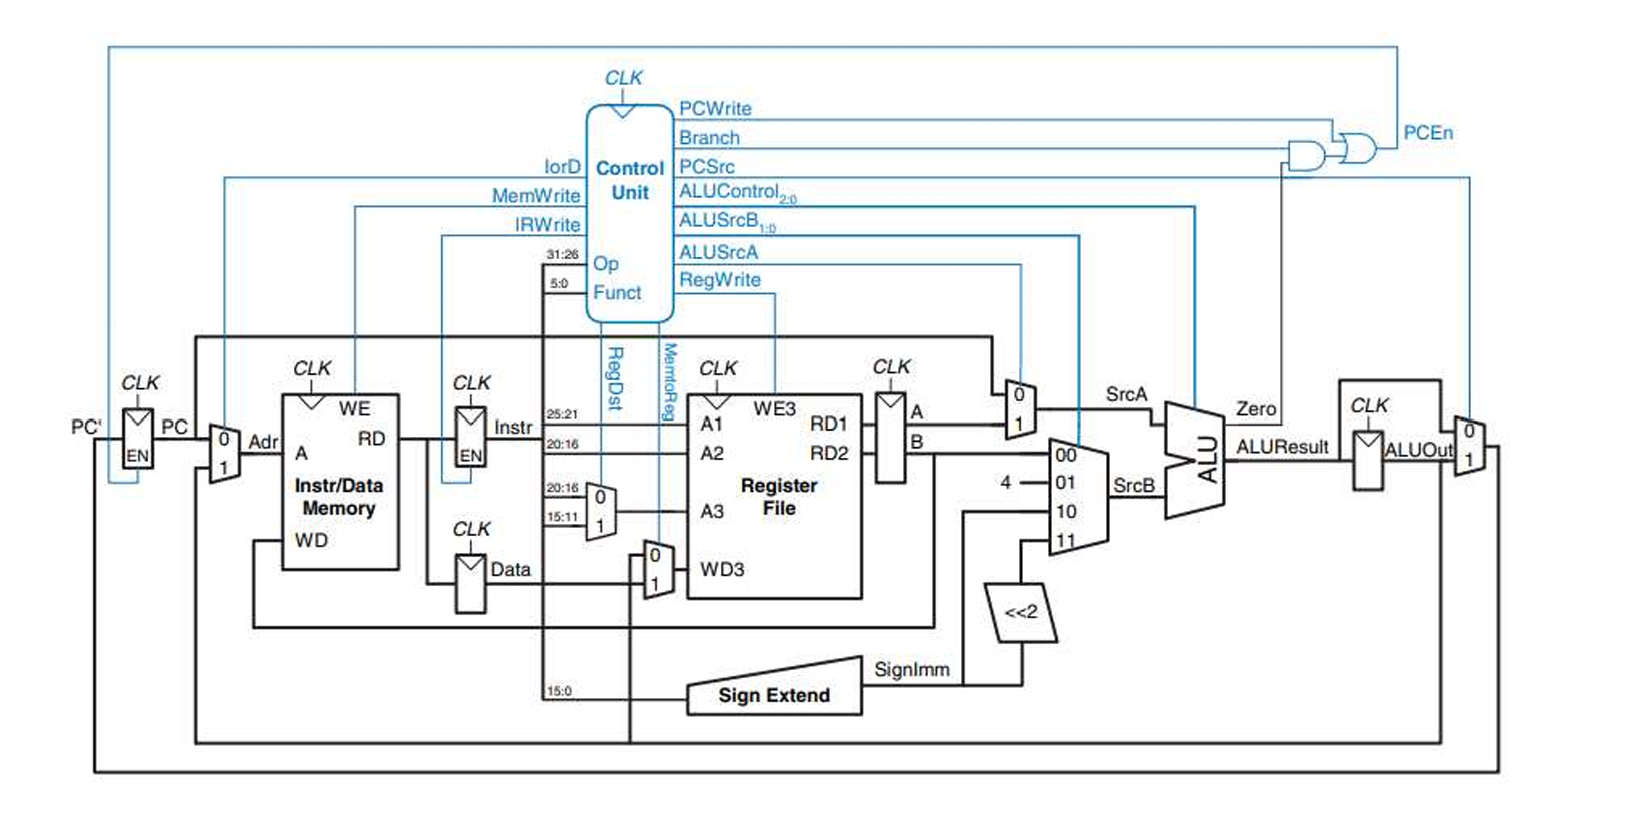 CLK
PCWrite
Branch
PCEn
IorD
Control
Unit
PCSrc
MemWrite
ALUControl2:0
IRWrite
ALUSrcB1:0
31:26
Op
ALUSrcA
5:0
Funct
RegWrite
RegDst
MemtoReg
CLK
CLK
CLK
CLK
CLK
CLK
PC'
EN
PC
0
1
Adr
WE
A
RD
Instr/Data
Memory
WD
EN
Instr
CLK
Data
25:21
20:16
20:16
15:11
0
1
0
1
A1
A2
A3
WD3
WE3
RD1
RD2
Register
File
A
B
0
1
SrcA
00
4
01
10
11
SrcB
<<2
ALU
Zero
ALUResult
CLK
ALUOut
0
1
15:0
Sign Extend
SignImm